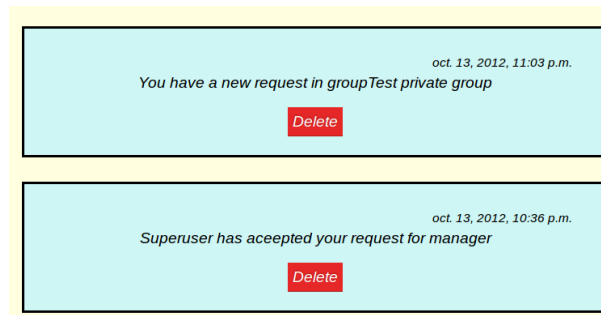 oct. 13, 2012, 11:03 p.m.
You have a new request in groupTest private group
Delete
oct. 13, 2012, 10:36 p.m.
Superuser has aceepted your request for manager
Delete